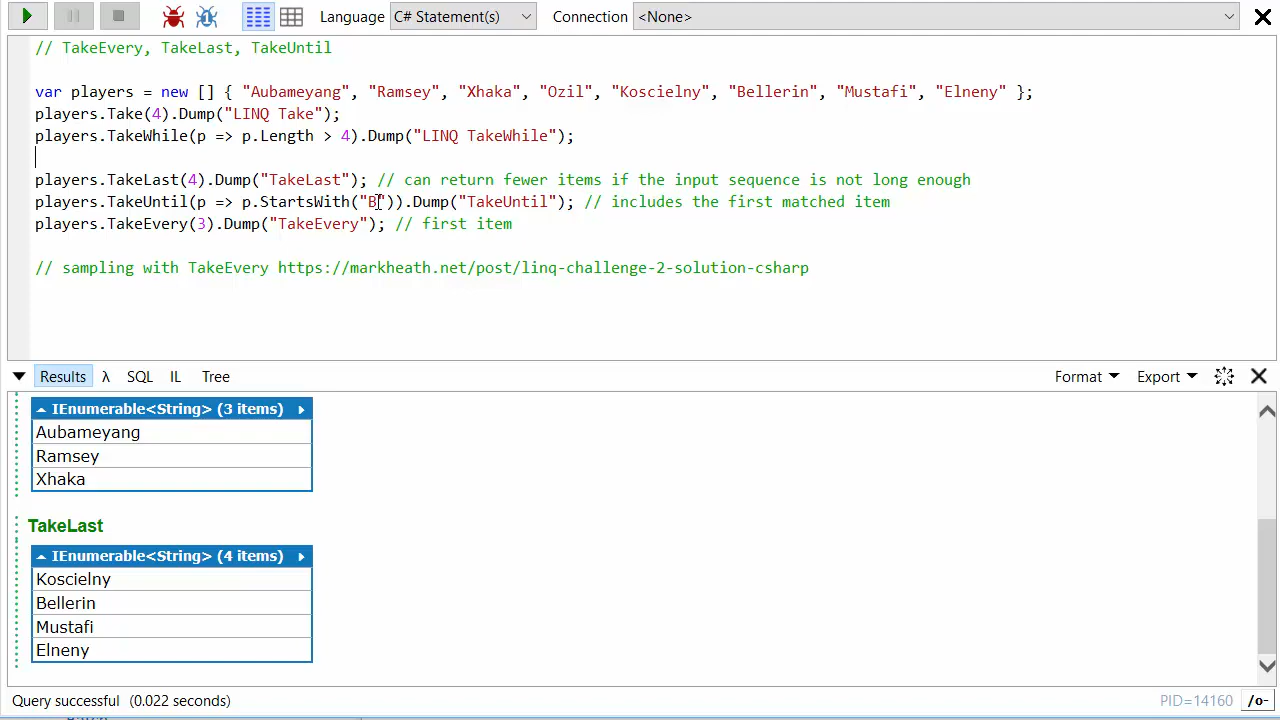 Language C# Statement(s) Connection <None>
// TakeEvery, TakeLast, TakeUntil
var players = new [] { "Aubameyang", "Ramsey", "Xhaka", "Ozil", "Koscielny", "Bellerin", "Mustafi", "Elneny" };
players.Take(4).Dump("LINQ Take");
players.TakeWhile(p => p.Length > 4).Dump("LINQ TakeWhile");
players.TakeLast(4).Dump("TakeLast"); // can return fewer items if the input sequence is not long enough
players.TakeUntil(p => p.StartsWith("B")).Dump("TakeUntil"); // includes the first matched item
players.TakeEvery(3).Dump("TakeEvery"); // first item
// sampling with TakeEvery https://markheath.net/post/linq-challenge-2-solution-csharp
Results λ SQL IL Tree Format Export
IEnumerable<String> (3 items)
Aubameyang
Ramsey
Xhaka
TakeLast
IEnumerable<String> (4 items)
Koscielny
Bellerin
Mustafi
Elneny
Query successful (0.022 seconds) PID=14160 /o-